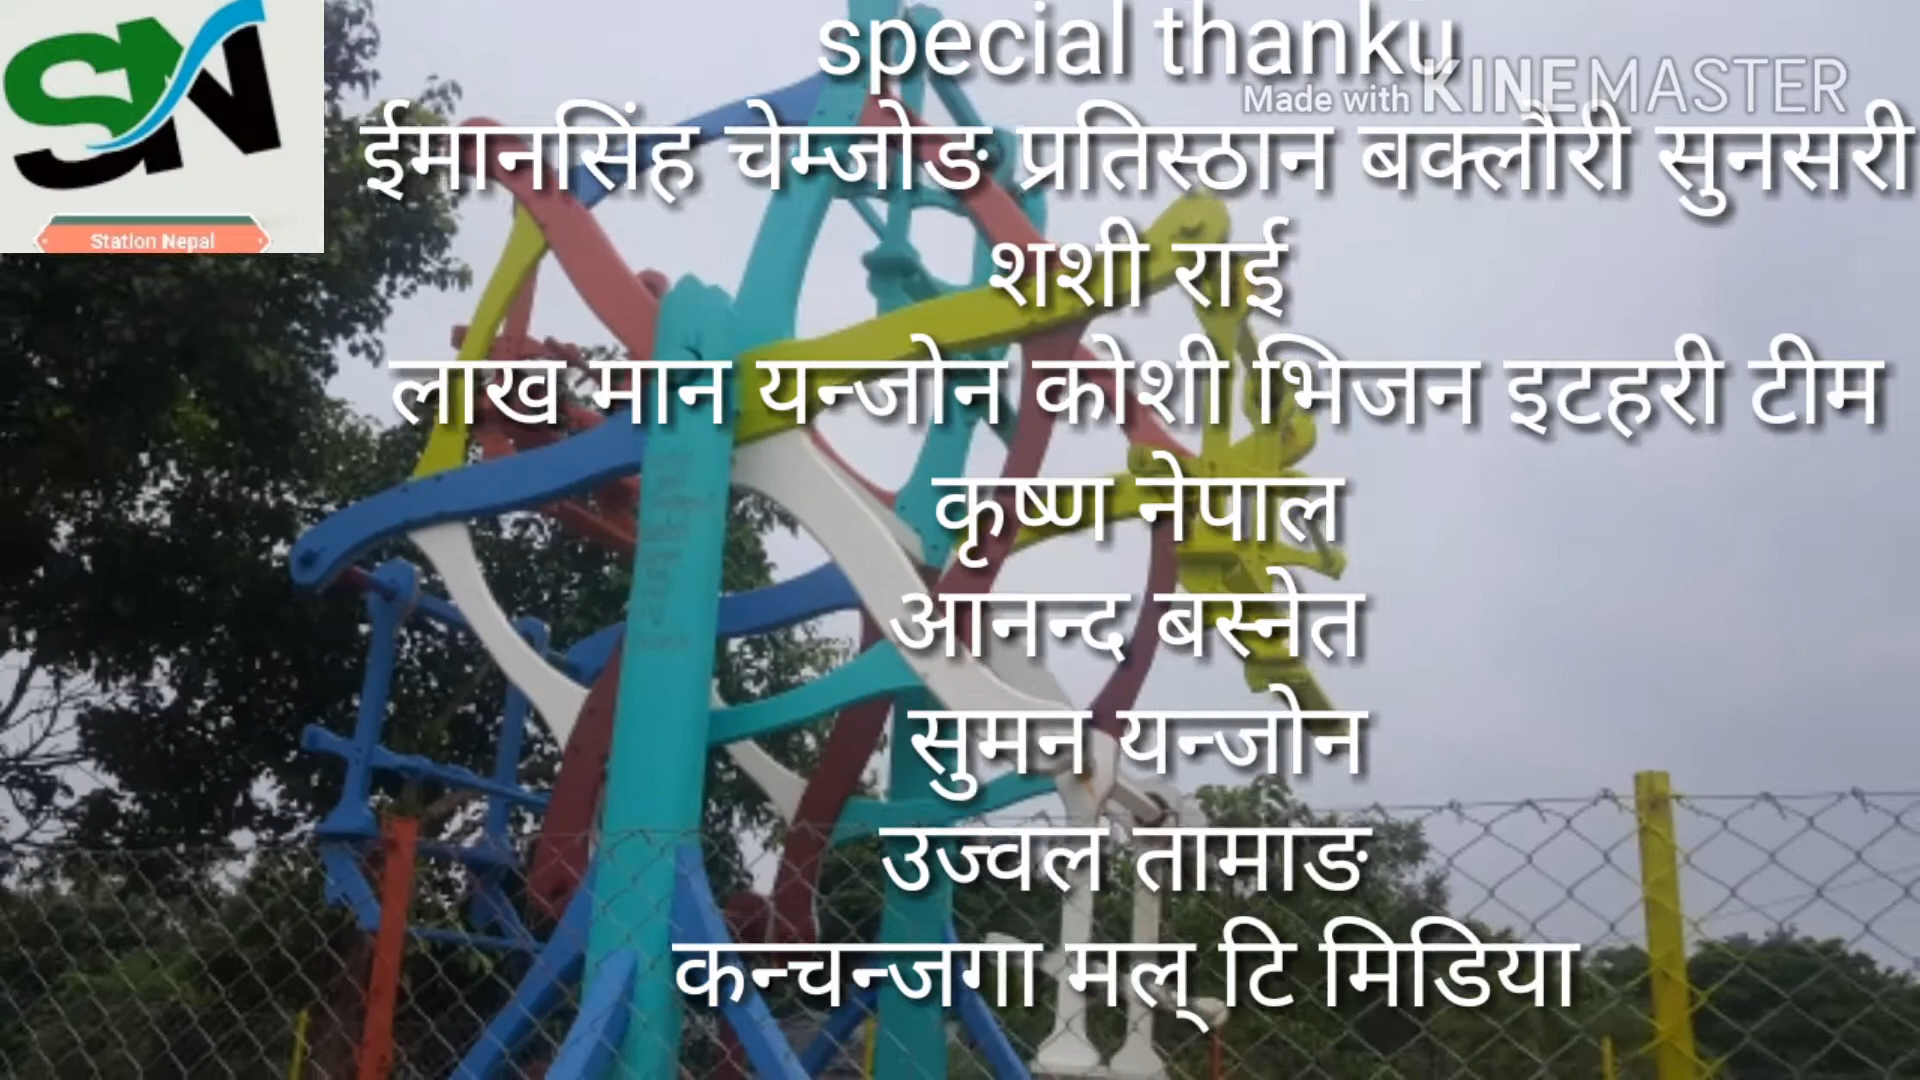 special thanku
Made with KINEMASTER
SN
Station Nepal
ईमानसिंह चेम्जोङ प्रतिस्ठान बक्लौरी सुनसरी
शशी राई
लाख मान यन्जोन कोशी भिजन इटहरी टीम
कृष्ण नेपाल
आनन्द बस्नेत
सुमन यन्जोन
उज्वल तामाङ
कन्चन्जगा मल् टि मिडिया